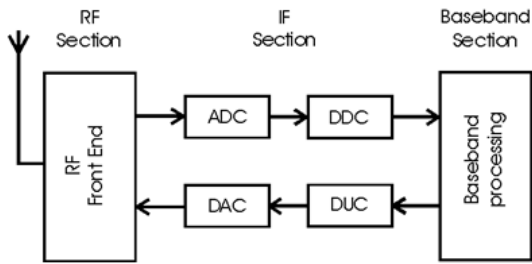 RF
Section
IF
Section
Baseband
Section
RF
Front End
ADC
DDC
DAC
DUC
Baseband
processing